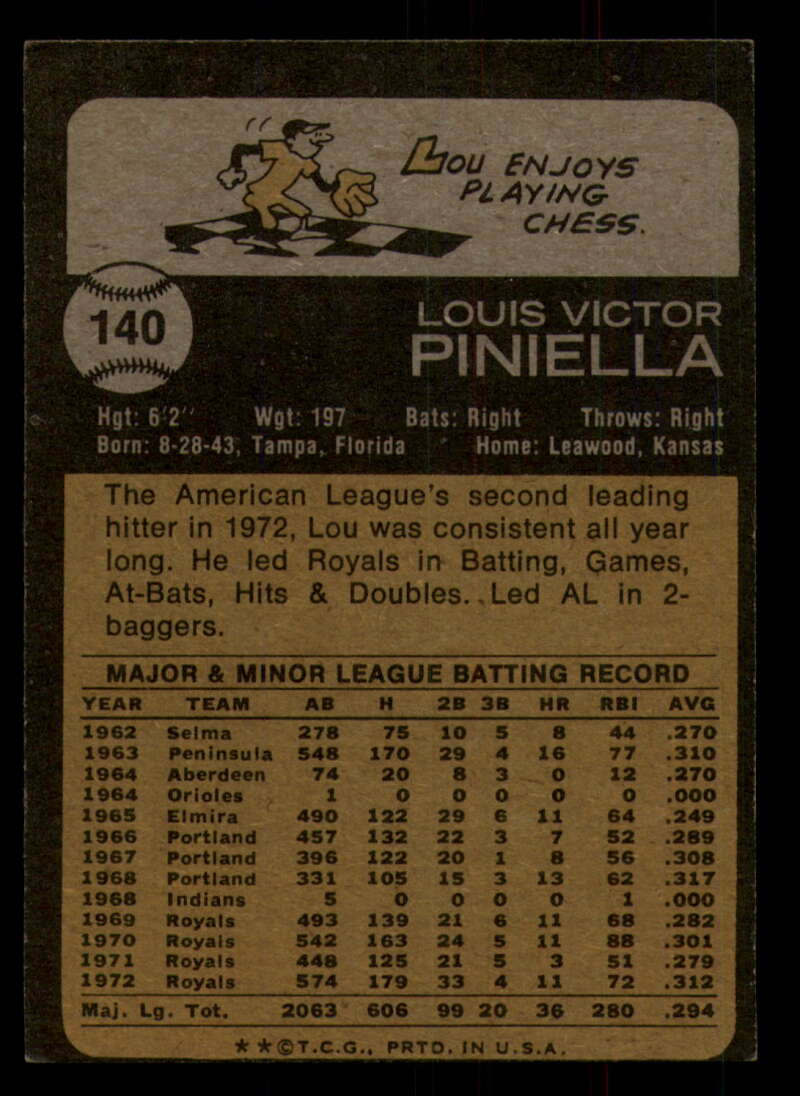 Lou ENJOYS
PLAYING
CHESS.
140
LOUIS VICTOR
PINIELLA
Hgt: 6'2" Wgt: 197 Bats: Right Throws: Right
Born: 8-28-43, Tampa, Florida Home: Leawood, Kansas
The American League's second leading
hitter in 1972, Lou was consistent all year
long. He led Royals in Batting, Games,
At-Bats, Hits & Doubles. Led AL in 2-
baggers.
MAJOR & MINOR LEAGUE BATTING RECORD
YEAR TEAM AB H 2B 3B HR RBI AVG
1962 Selma 278 75 10 5 8 44 .270
1963 Peninsula 548 170 29 4 16 77 .310
1964 Aberdeen 74 20 8 3 0 12 .270
1964 Orioles 1 0 0 0 0 0 .000
1965 Elmira 490 122 29 6 11 64 .249
1966 Portland 457 132 22 3 7 52 .289
1967 Portland 396 122 20 1 8 56 .308
1968 Portland 331 105 15 3 13 62 .317
1968 Indians 5 0 0 0 0 1 .000
1969 Royals 493 139 21 6 11 68 .282
1970 Royals 542 163 24 5 11 88 .301
1971 Royals 448 125 21 5 3 51 .279
1972 Royals 574 179 33 4 11 72 .312
Maj. Lg. Tot. 2063 606 99 20 36 280 .294
* *©T.C.G., PRTD. IN U.S.A.